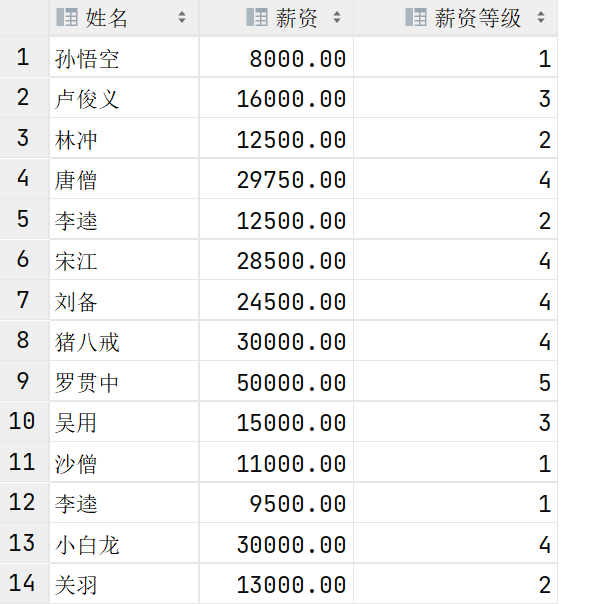 姓名 薪资 薪资等级
1 孙悟空 8000.00 1
2 卢俊义 16000.00 3
3 林冲 12500.00 2
4 唐僧 29750.00 4
5 李逵 12500.00 2
6 宋江 28500.00 4
7 刘备 24500.00 4
8 猪八戒 30000.00 4
9 罗贯中 50000.00 5
10 吴用 15000.00 3
11 沙僧 11000.00 1
12 李逵 9500.00 1
13 小白龙 30000.00 4
14 关羽 13000.00 2